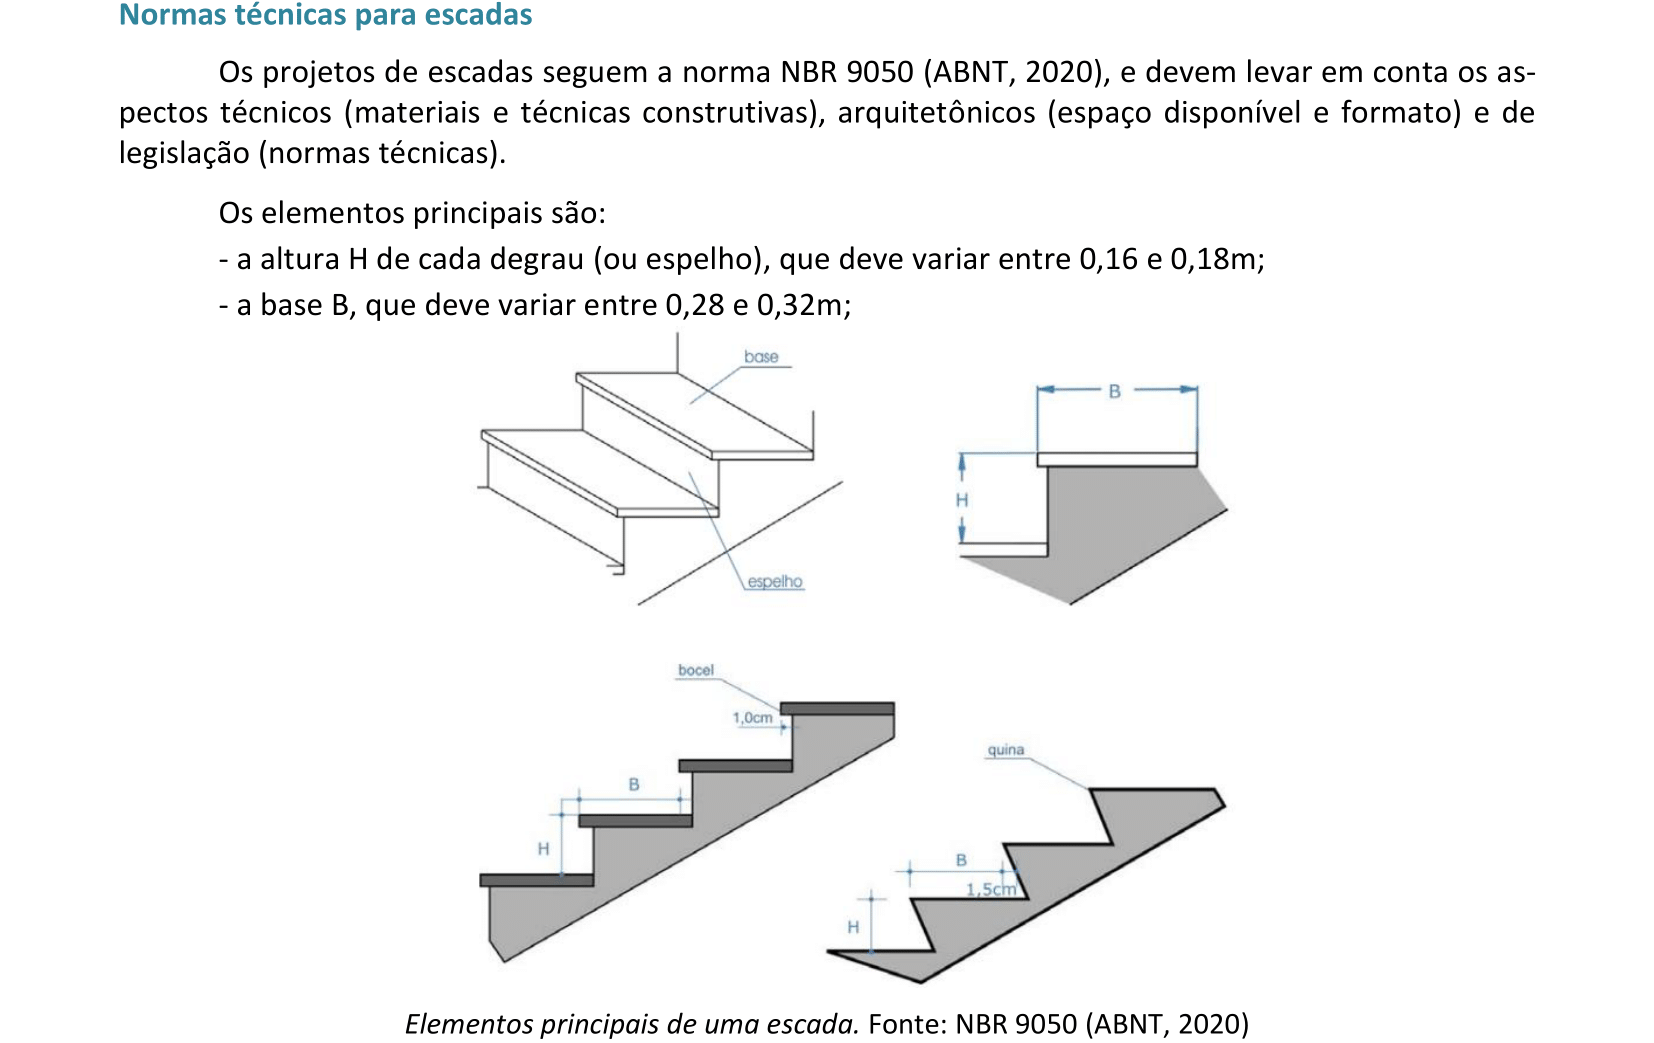 Normas técnicas para escadas
Os projetos de escadas seguem a norma NBR 9050 (ABNT, 2020), e devem levar em conta os as-
pectos técnicos (materiais e técnicas construtivas), arquitetônicos (espaço disponível e formato) e de
legislação (normas técnicas).
Os elementos principais são:
- a altura H de cada degrau (ou espelho), que deve variar entre 0,16 e 0,18m;
- a base B, que deve variar entre 0,28 e 0,32m;
base
B
H
espelho
bocel
1,0cm
B
H
quina
B
1,5cm
H
Elementos principais de uma escada. Fonte: NBR 9050 (ABNT, 2020)